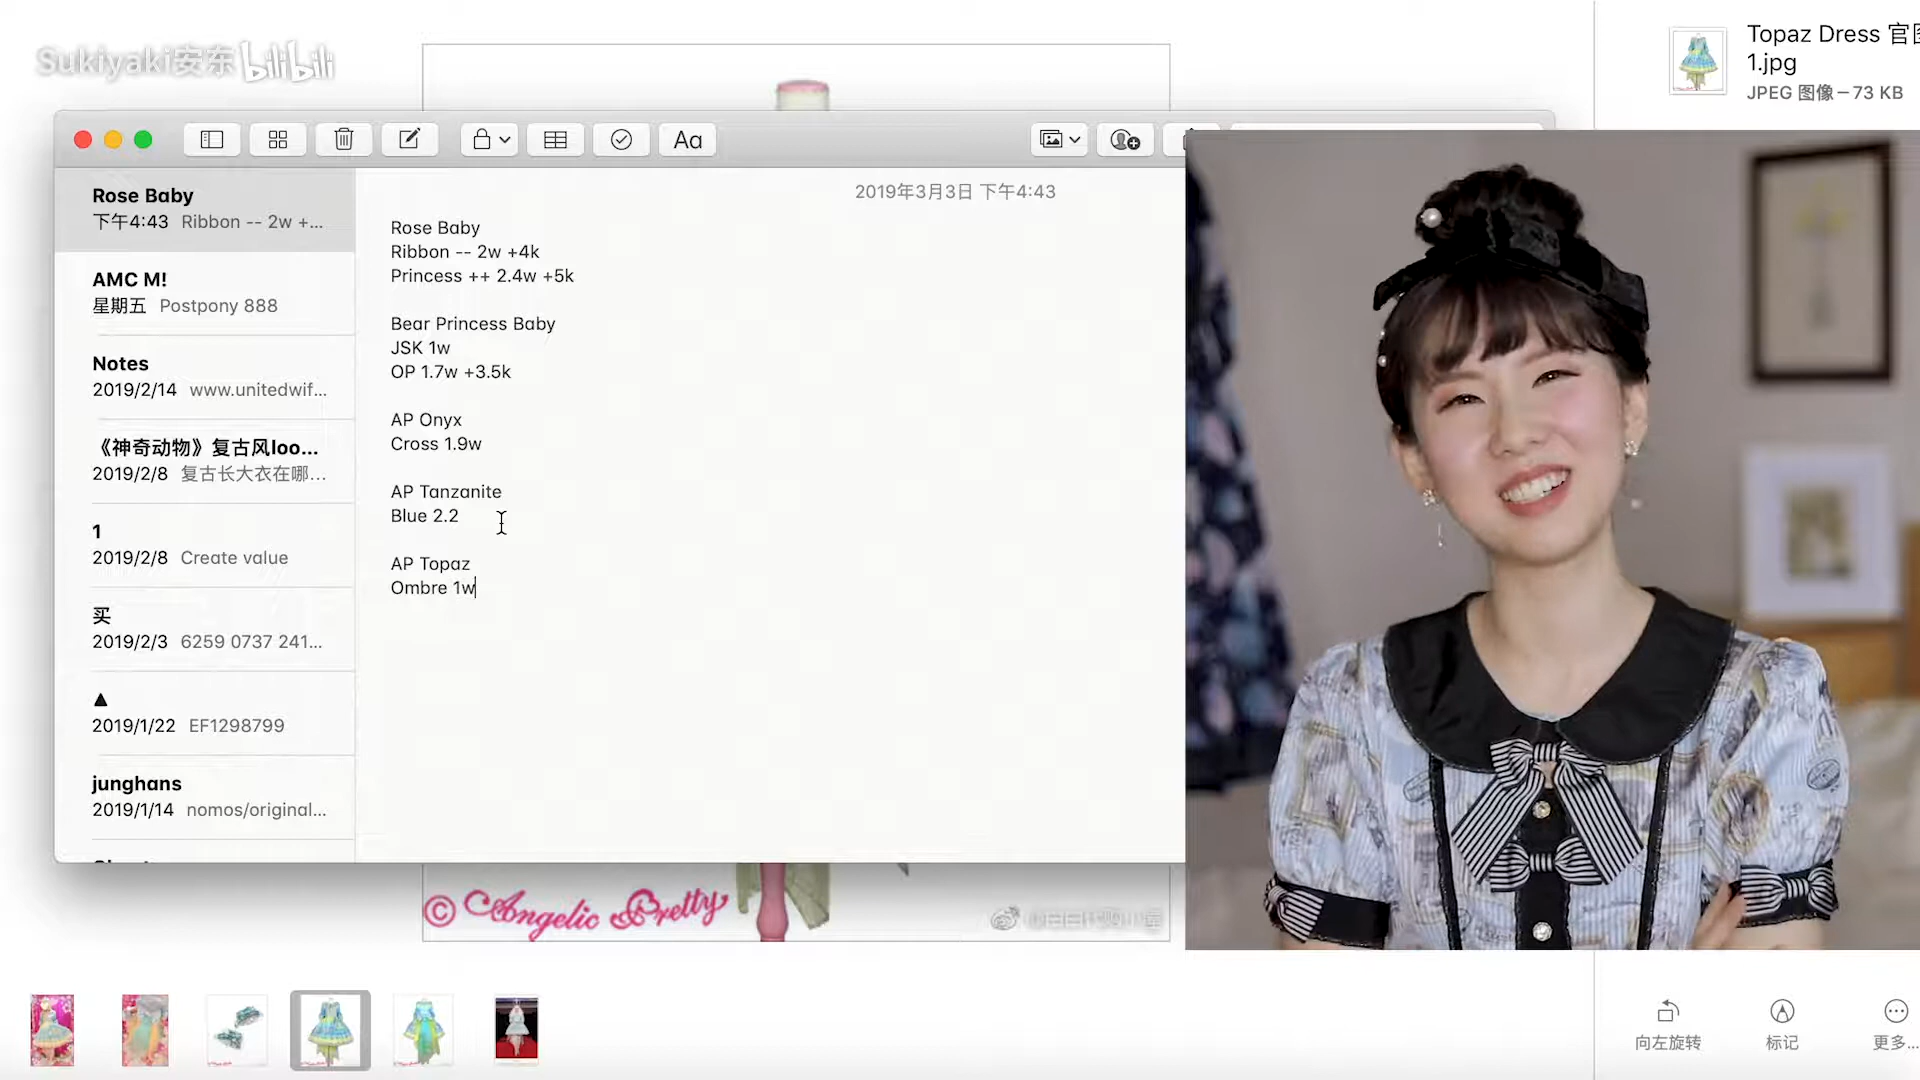 Sukiyaki安东 bilibili
Topaz Dress 官图
1.jpg
JPEG 图像 – 73 KB
Aa
Rose Baby
下午4:43 Ribbon -- 2w +...
AMC M!
星期五 Postpony 888
Notes
2019/2/14 www.unitedwif...
《神奇动物》复古风loo...
2019/2/8 复古长大衣在哪...
1
2019/2/8 Create value
买
2019/2/3 6259 0737 241...
▲
2019/1/22 EF1298799
junghans
2019/1/14 nomos/original...
2019年3月3日 下午4:43
Rose Baby
Ribbon -- 2w +4k
Princess ++ 2.4w +5k
Bear Princess Baby
JSK 1w
OP 1.7w +3.5k
AP Onyx
Cross 1.9w
AP Tanzanite
Blue 2.2
AP Topaz
Ombre 1w
© Angelic Pretty
向左旋转
标记
更多...